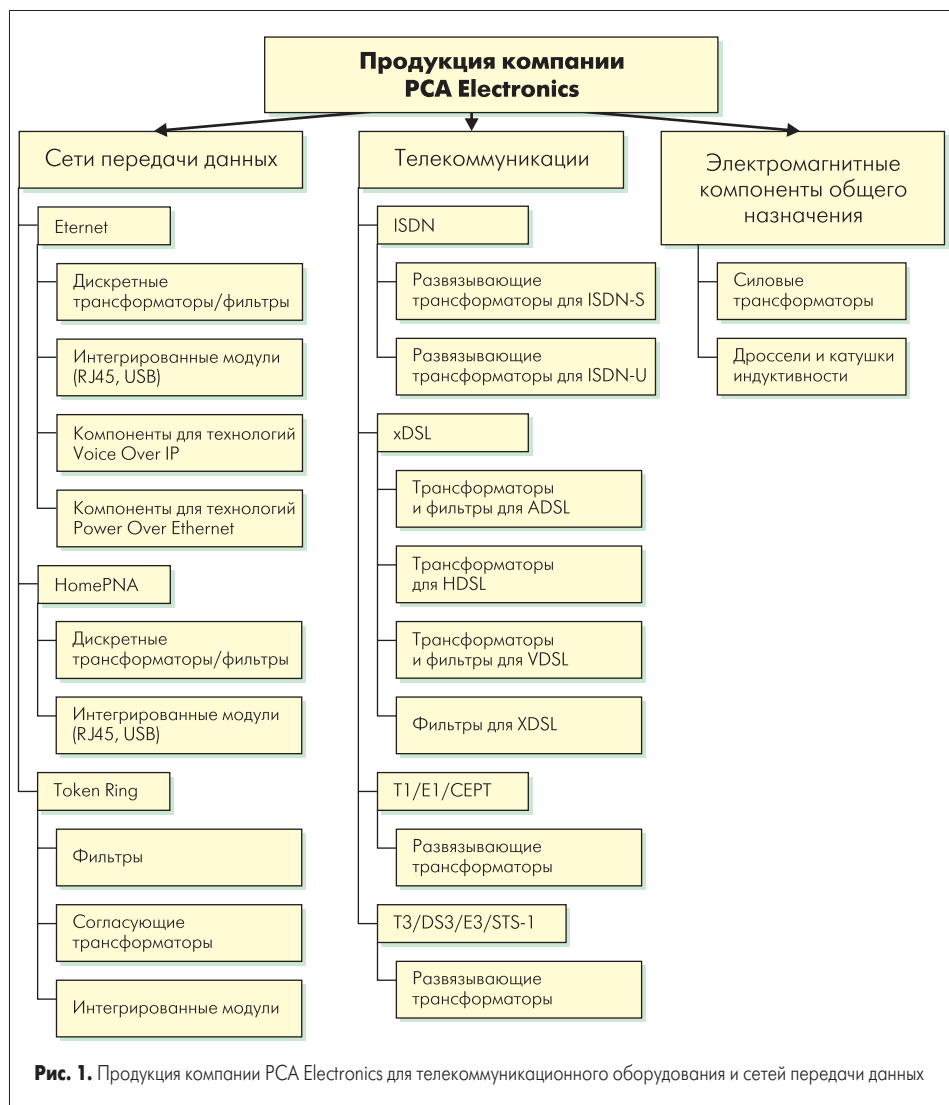 Продукция компании
PCA Electronics
Сети передачи данных
Eternet
Дискретные
трансформаторы/фильтры
Интегрированные модули
(RJ45, USB)
Компоненты для технологий
Voice Over IP
Компоненты для технологий
Power Over Ethernet
HomePNA
Дискретные
трансформаторы/фильтры
Интегрированные модули
(RJ45, USB)
Token Ring
Фильтры
Согласующие
трансформаторы
Интегрированные модули
Телекоммуникации
ISDN
Развязывающие
трансформаторы для ISDN-S
Развязывающие
трансформаторы для ISDN-U
xDSL
Трансформаторы
и фильтры для ADSL
Трансформаторы
для HDSL
Трансформаторы
и фильтры для VDSL
Фильтры для XDSL
T1/E1/CEPT
Развязывающие
трансформаторы
T3/DS3/E3/STS-1
Развязывающие
трансформаторы
Электромагнитные
компоненты общего
назначения
Силовые
трансформаторы
Дроссели и катушки
индуктивности
Рис. 1. Продукция компании PCA Electronics для телекоммуникационного оборудования и сетей передачи данных